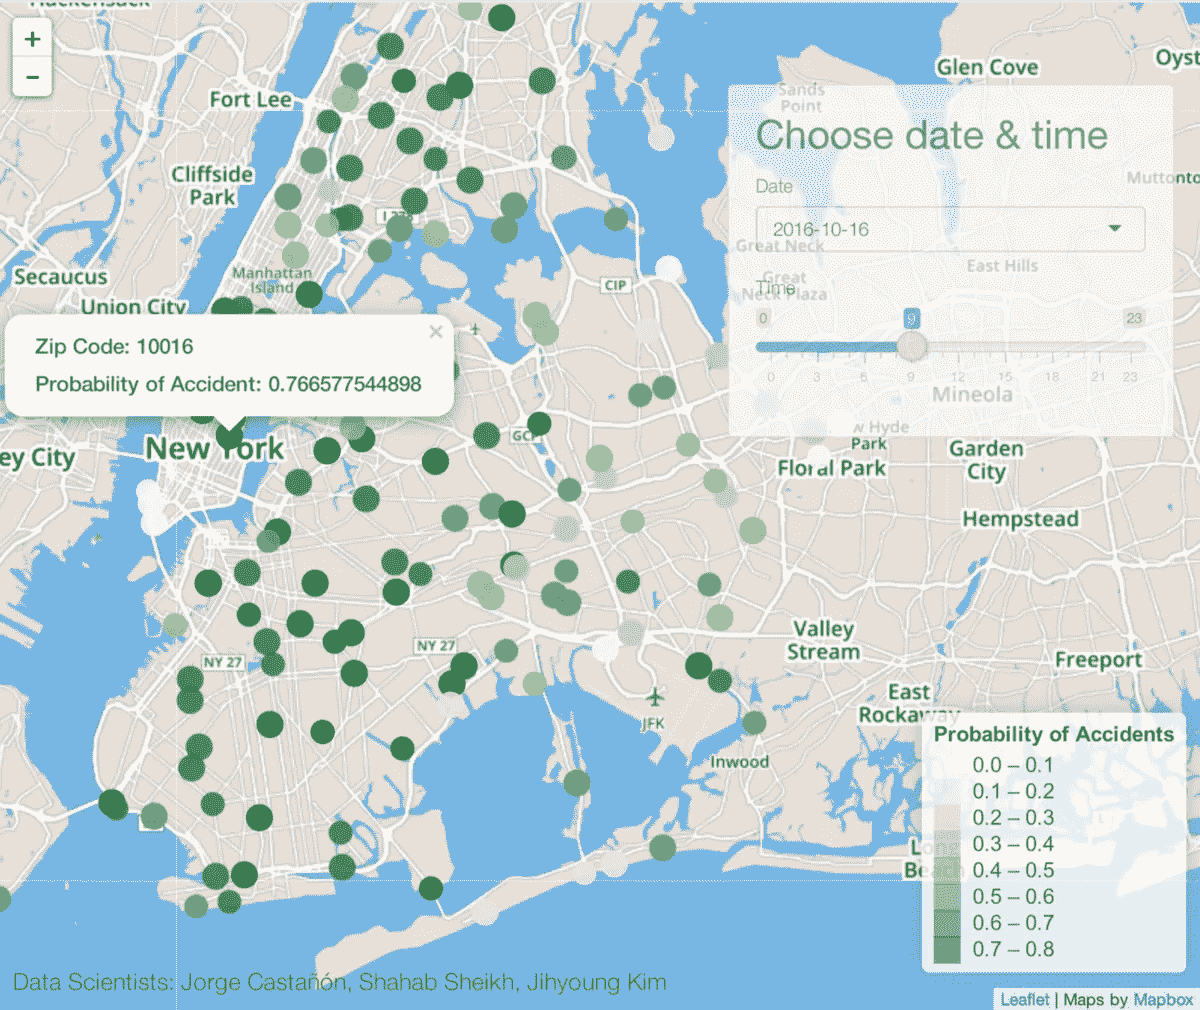 +
−
Fort Lee
Cliffside
Park
Secaucus
Union City
Manhattan
Island
Glen Cove
Sands
Point
Choose date & time
Date
2016-10-16
Great Neck
East Hills
Great
Neck Plaza
Time
0
9
23
0 3 6 9 12 15 18 21 23
Mineola
CIP
Zip Code: 10016
×
Probability of Accident: 0.766577544898
New York
ey City
w Hyde
Park
Floral Park
Garden
City
Hempstead
NY 27
NY 27
Valley
Stream
Freeport
East
Rockaway
JFK
Inwood
Probability of Accidents
0.0 – 0.1
0.1 – 0.2
0.2 – 0.3
0.3 – 0.4
0.4 – 0.5
0.5 – 0.6
0.6 – 0.7
0.7 – 0.8
Long
Beach
Data Scientists: Jorge Castañón, Shahab Sheikh, Jihyoung Kim
Leaflet | Maps by Mapbox